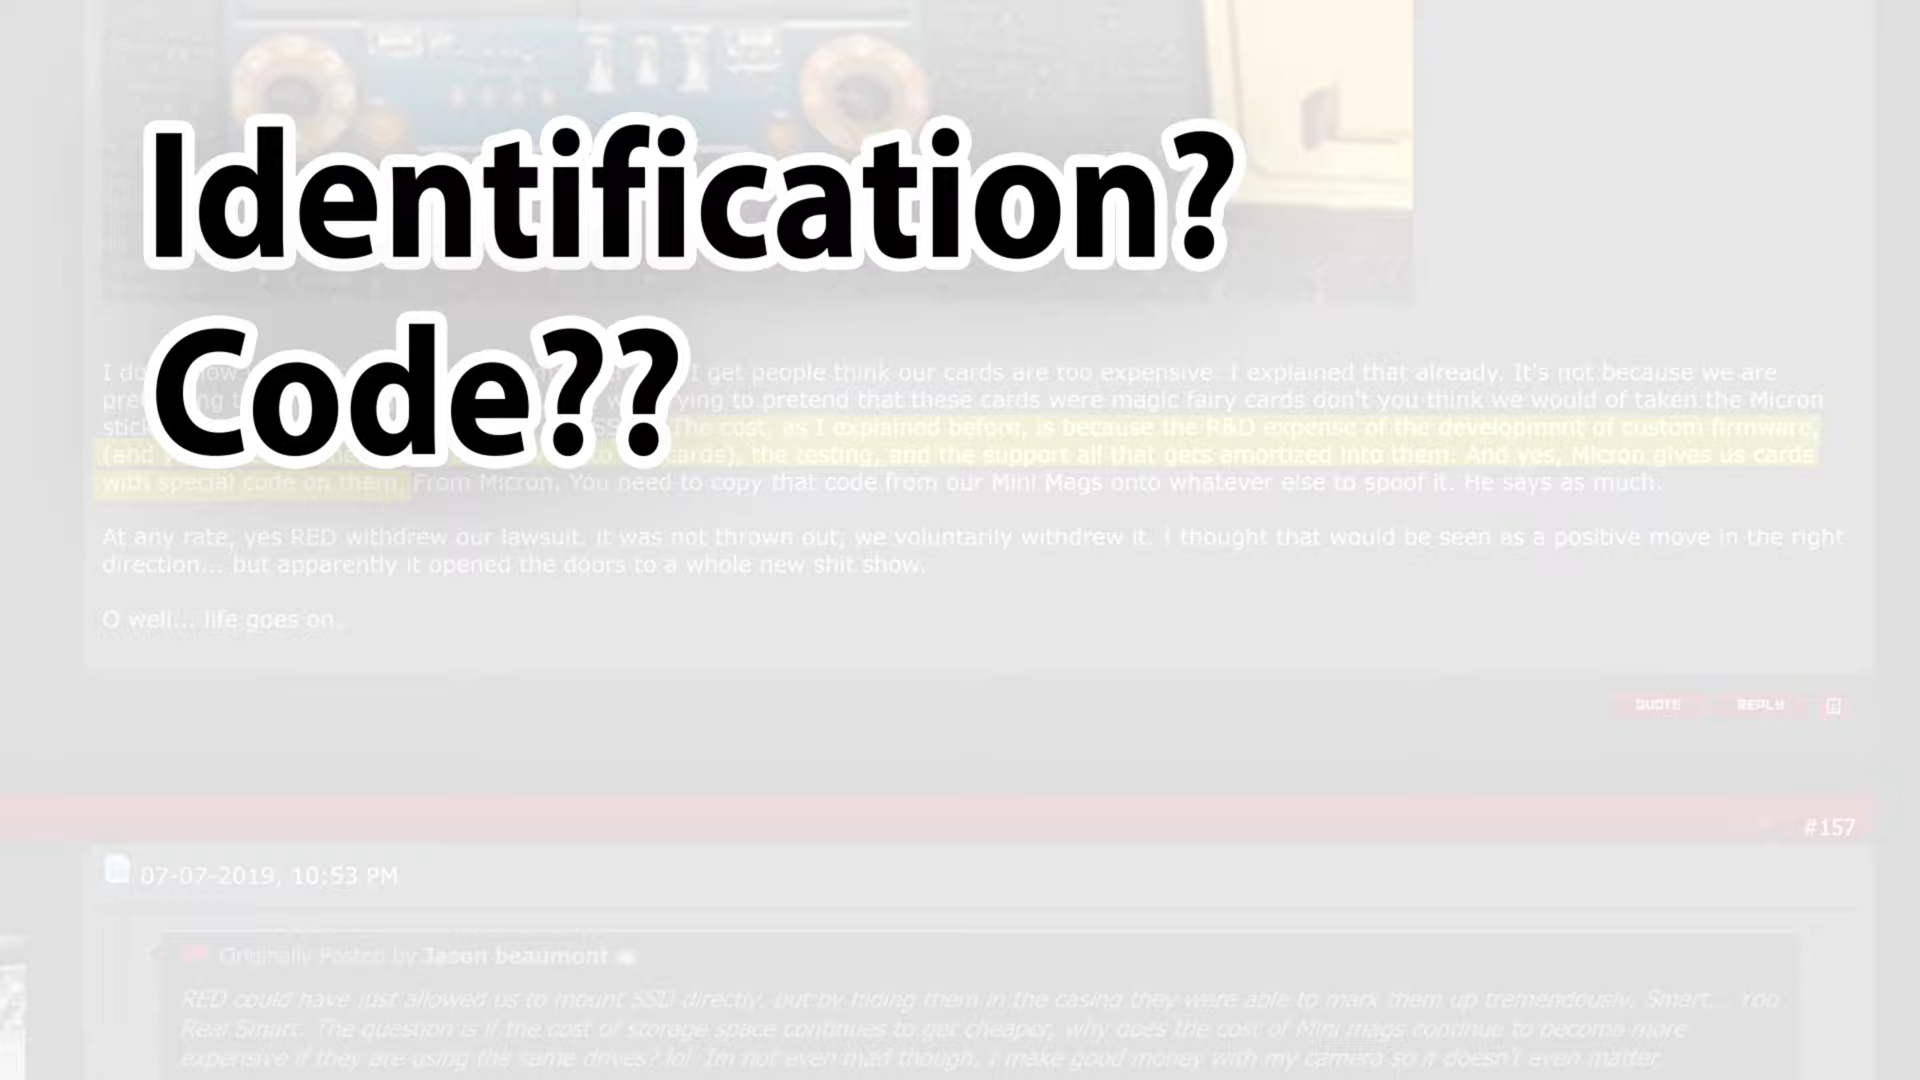 Identification?
Code??
I get people think our cards are too expensive. I explained that already. It's not because we are
ying to pretend that these cards were magic fairy cards don't you think we would of taken the Micron
The cost, as I explained before, is because the R&D expense of the development of custom firmware,
(and cards), the testing, and the support all that gets amortized into them. And yes, Micron gives us cards
with special code on them. From Micron. You need to copy that code from our Mini Mags onto whatever else to spoof it. He says as much.
At any rate, yes RED withdrew our lawsuit. It was not thrown out, we voluntarily withdrew it. I thought that would be seen as a positive move in the right
direction... but apparently it opened the doors to a whole new shit show.
O well... life goes on.
QUOTE REPLY
#157
07-07-2019, 10:53 PM
Originally Posted by Jason beaumont
RED could have just allowed us to mount SSD directly, but by hiding them in the casing they were able to mark them up tremendously. Smart... Too
Real Smart. The question is if the cost of storage space continues to get cheaper, why does the cost of Mini mags continue to become more
expensive if they are using the same drives? lol Im not even mad though, I make good money with my camera so it doesn't even matter